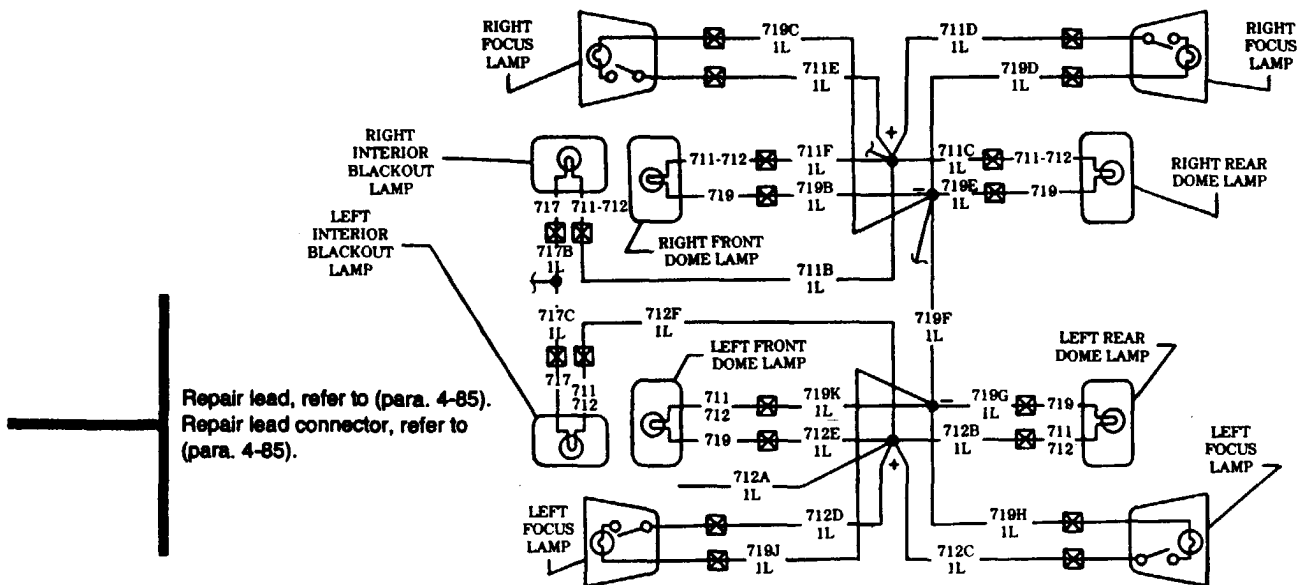 RIGHT
FOCUS
LAMP
719C
1L
711D
1L
RIGHT
FOCUS
LAMP
711E
1L
719D
1L
+
RIGHT
INTERIOR
BLACKOUT
LAMP
711-712
711F
1L
711C
1L
711-712
RIGHT REAR
DOME LAMP
719
719B
1L
-
719E
1L
719
717
711-712
LEFT
INTERIOR
BLACKOUT
LAMP
RIGHT FRONT
DOME LAMP
717B
1L
711B
1L
717C
1L
712F
1L
719F
1L
LEFT FRONT
DOME LAMP
LEFT REAR
DOME LAMP
717
711
712
711
712
719K
1L
-
719G
1L
719
719
712E
1L
712B
1L
711
712
+
Repair lead, refer to (para. 4-85).
Repair lead connector, refer to
(para. 4-85).
712A
1L
LEFT
FOCUS
LAMP
LEFT
FOCUS
LAMP
712D
1L
719H
1L
719J
1L
712C
1L